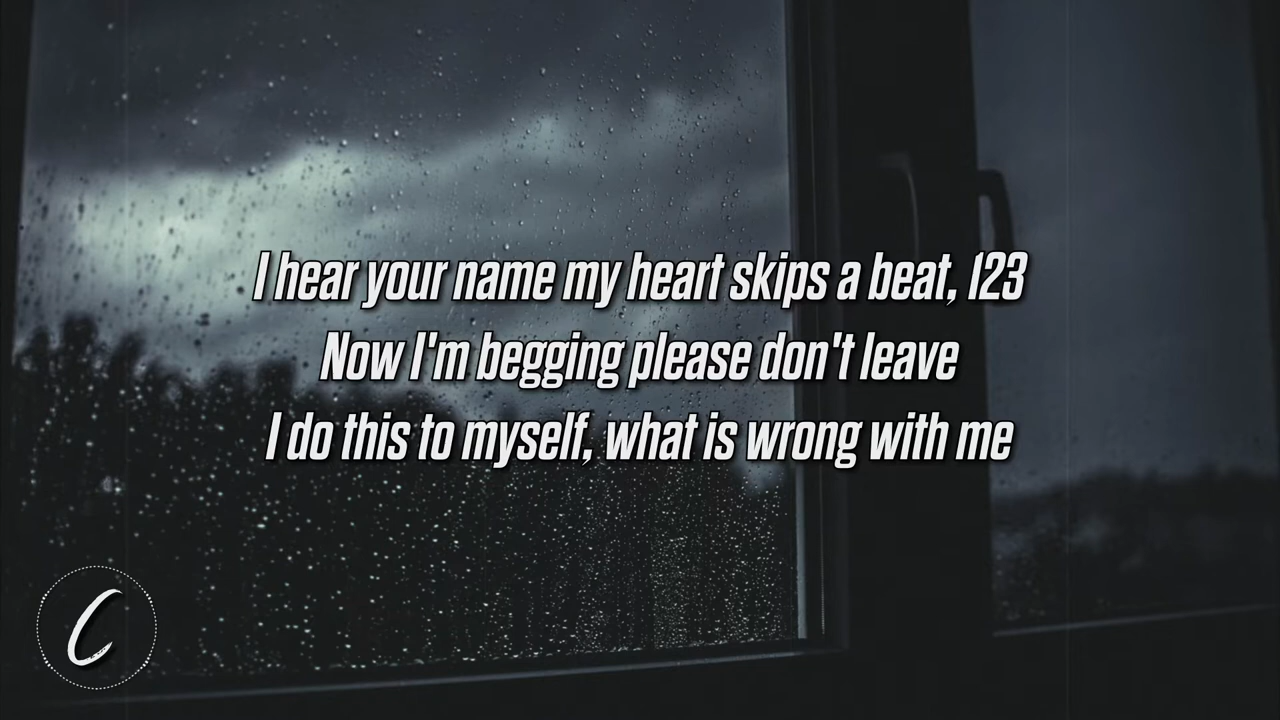 I hear your name my heart skips a beat, 123
Now I'm begging please don't leave
I do this to myself, what is wrong with me
C